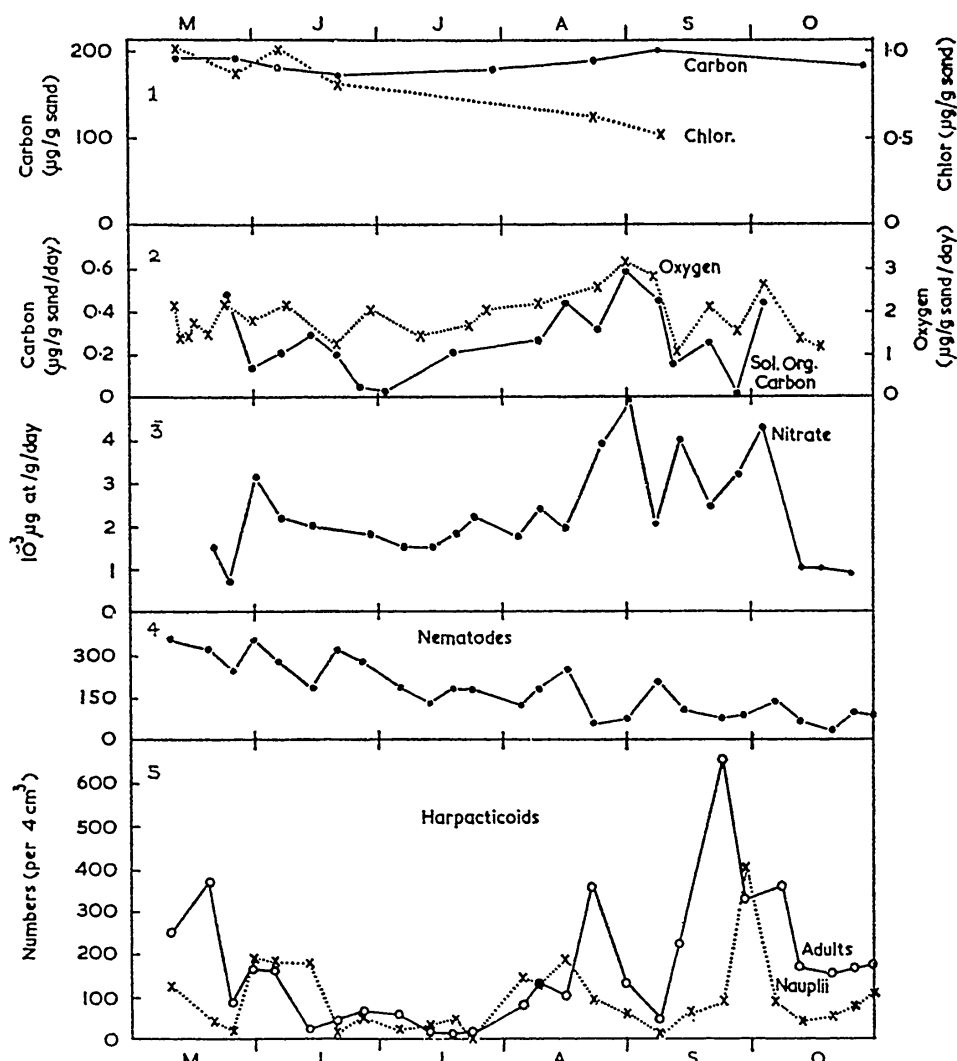 M J J A S O
200
100
0
Carbon
(µg/g sand)
1
Carbon
Chlor.
1·0
0·5
0
Chlor (µg/g sand)
0·6
0·4
0·2
0
Carbon
(µg/g sand/day)
2
Oxygen
Sol. Org.
Carbon
3
2
1
0
Oxygen
(µg/g sand/day)
4
3
2
1
0
10⁻³ µg at/g/day
3
Nitrate
300
150
0
4
Nematodes
600
500
400
300
200
100
0
Numbers (per 4 cm³)
5
Harpacticoids
Adults
Nauplii
M J J A S O